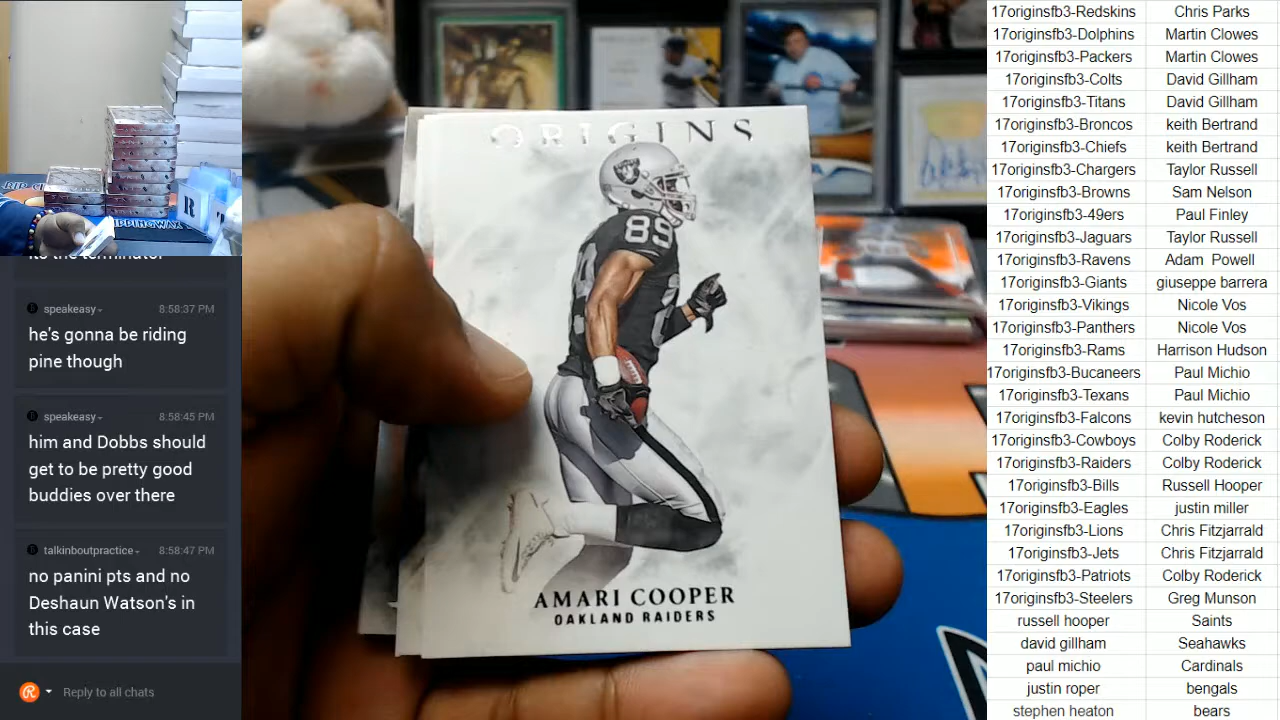 its the terminator
speakeasy 8:58:37 PM
he's gonna be riding
pine though
speakeasy 8:58:45 PM
him and Dobbs should
get to be pretty good
buddies over there
talkinboutpractice 8:58:47 PM
no panini pts and no
Deshaun Watson's in
this case
Reply to all chats
RIPPINGWAX
R
ORIGINS
89
AMARI COOPER
OAKLAND RAIDERS
17originsfb3-Redskins Chris Parks
17originsfb3-Dolphins Martin Clowes
17originsfb3-Packers Martin Clowes
17originsfb3-Colts David Gillham
17originsfb3-Titans David Gillham
17originsfb3-Broncos keith Bertrand
17originsfb3-Chiefs keith Bertrand
17originsfb3-Chargers Taylor Russell
17originsfb3-Browns Sam Nelson
17originsfb3-49ers Paul Finley
17originsfb3-Jaguars Taylor Russell
17originsfb3-Ravens Adam Powell
17originsfb3-Giants giuseppe barrera
17originsfb3-Vikings Nicole Vos
17originsfb3-Panthers Nicole Vos
17originsfb3-Rams Harrison Hudson
17originsfb3-Bucaneers Paul Michio
17originsfb3-Texans Paul Michio
17originsfb3-Falcons kevin hutcheson
17originsfb3-Cowboys Colby Roderick
17originsfb3-Raiders Colby Roderick
17originsfb3-Bills Russell Hooper
17originsfb3-Eagles justin miller
17originsfb3-Lions Chris Fitzjarrald
17originsfb3-Jets Chris Fitzjarrald
17originsfb3-Patriots Colby Roderick
17originsfb3-Steelers Greg Munson
russell hooper Saints
david gillham Seahawks
paul michio Cardinals
justin roper bengals
stephen heaton bears